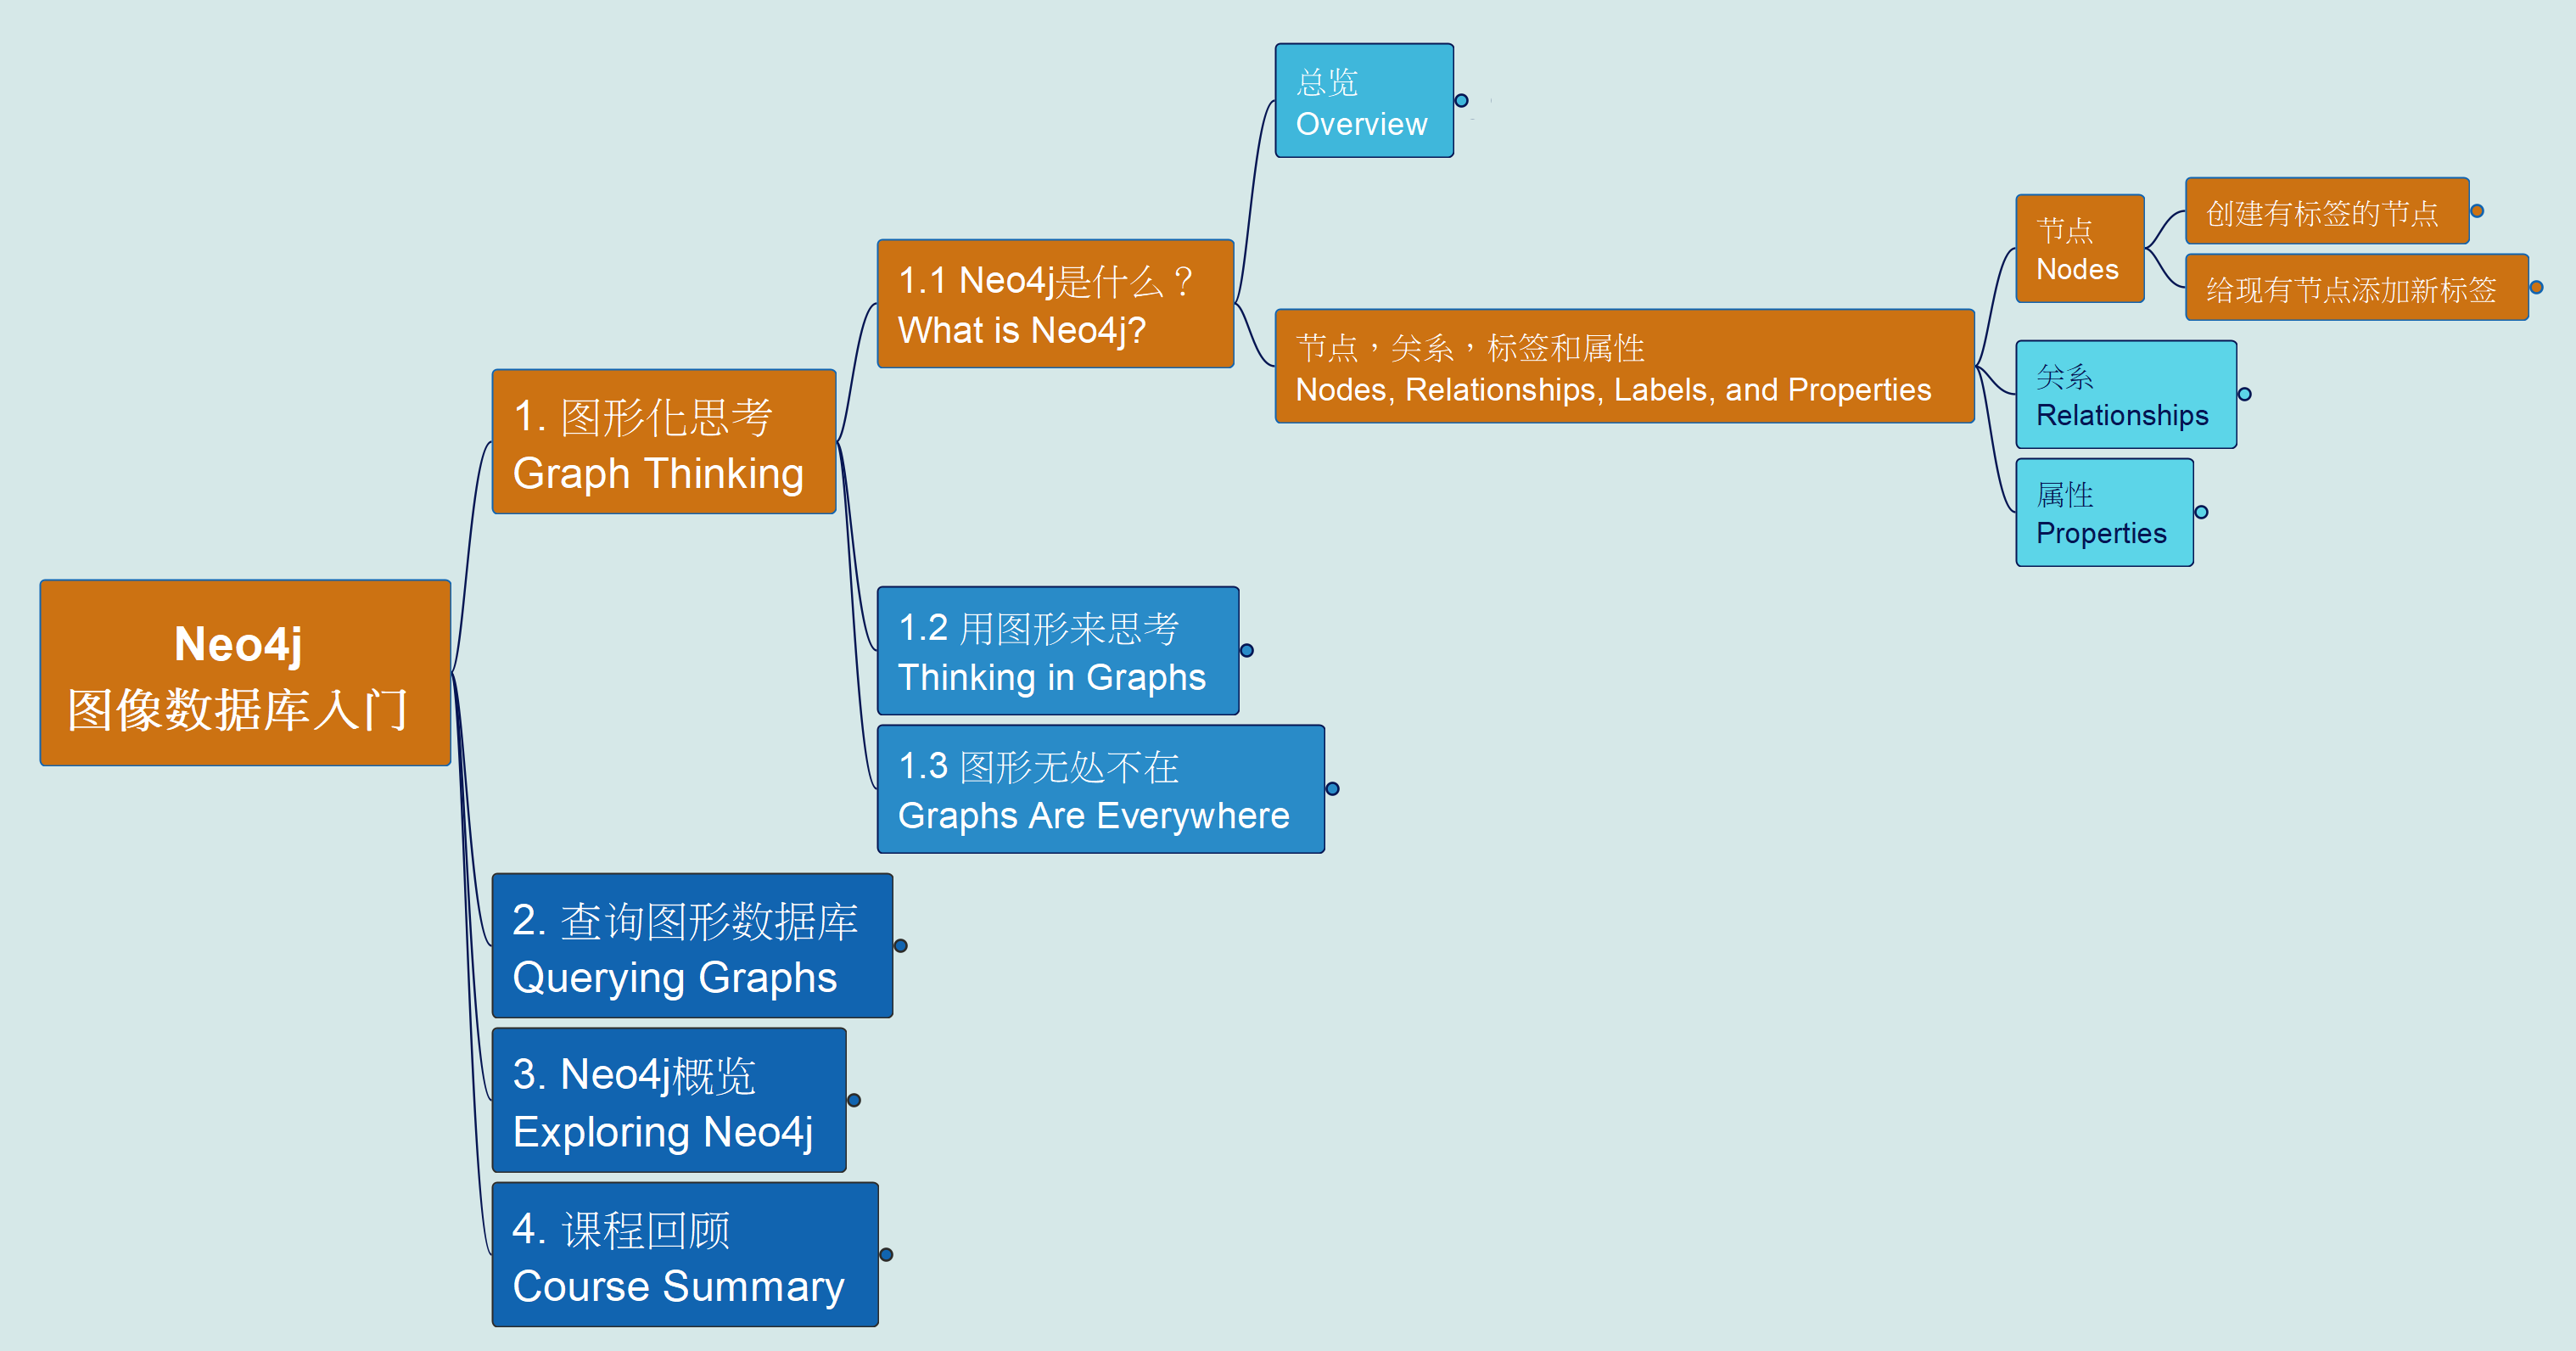 Neo4j
图像数据库入门
1. 图形化思考
Graph Thinking
1.1 Neo4j是什么？
What is Neo4j?
总览
Overview
节点，关系，标签和属性
Nodes, Relationships, Labels, and Properties
节点
Nodes
创建有标签的节点
给现有节点添加新标签
关系
Relationships
属性
Properties
1.2 用图形来思考
Thinking in Graphs
1.3 图形无处不在
Graphs Are Everywhere
2. 查询图形数据库
Querying Graphs
3. Neo4j概览
Exploring Neo4j
4. 课程回顾
Course Summary